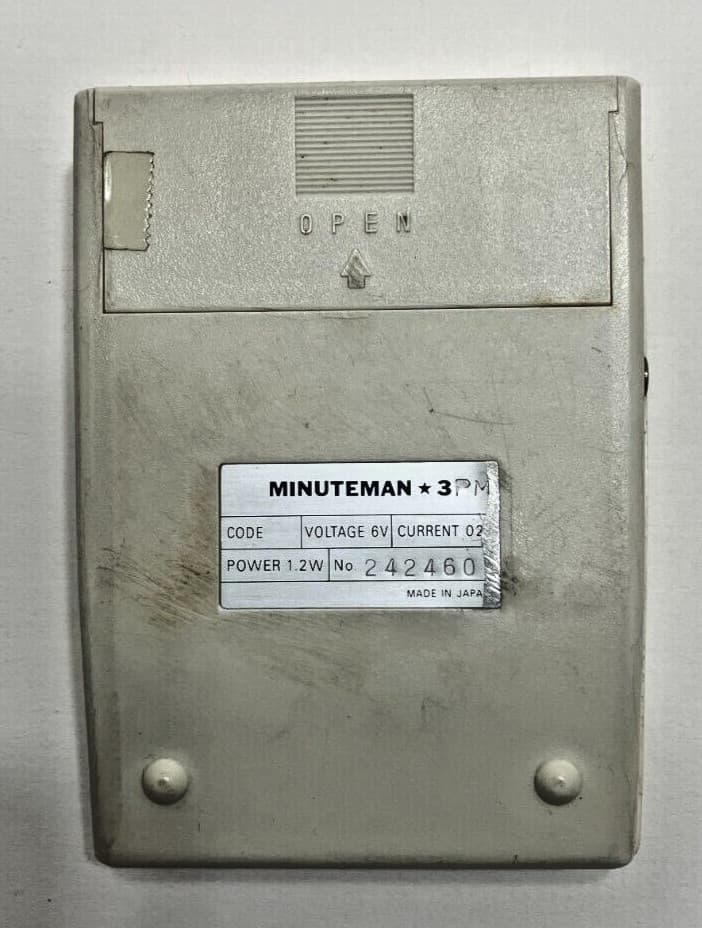 OPEN
MINUTEMAN ★ 3PM
CODE VOLTAGE 6V CURRENT 02
POWER 1.2W No. 242460
MADE IN JAPA